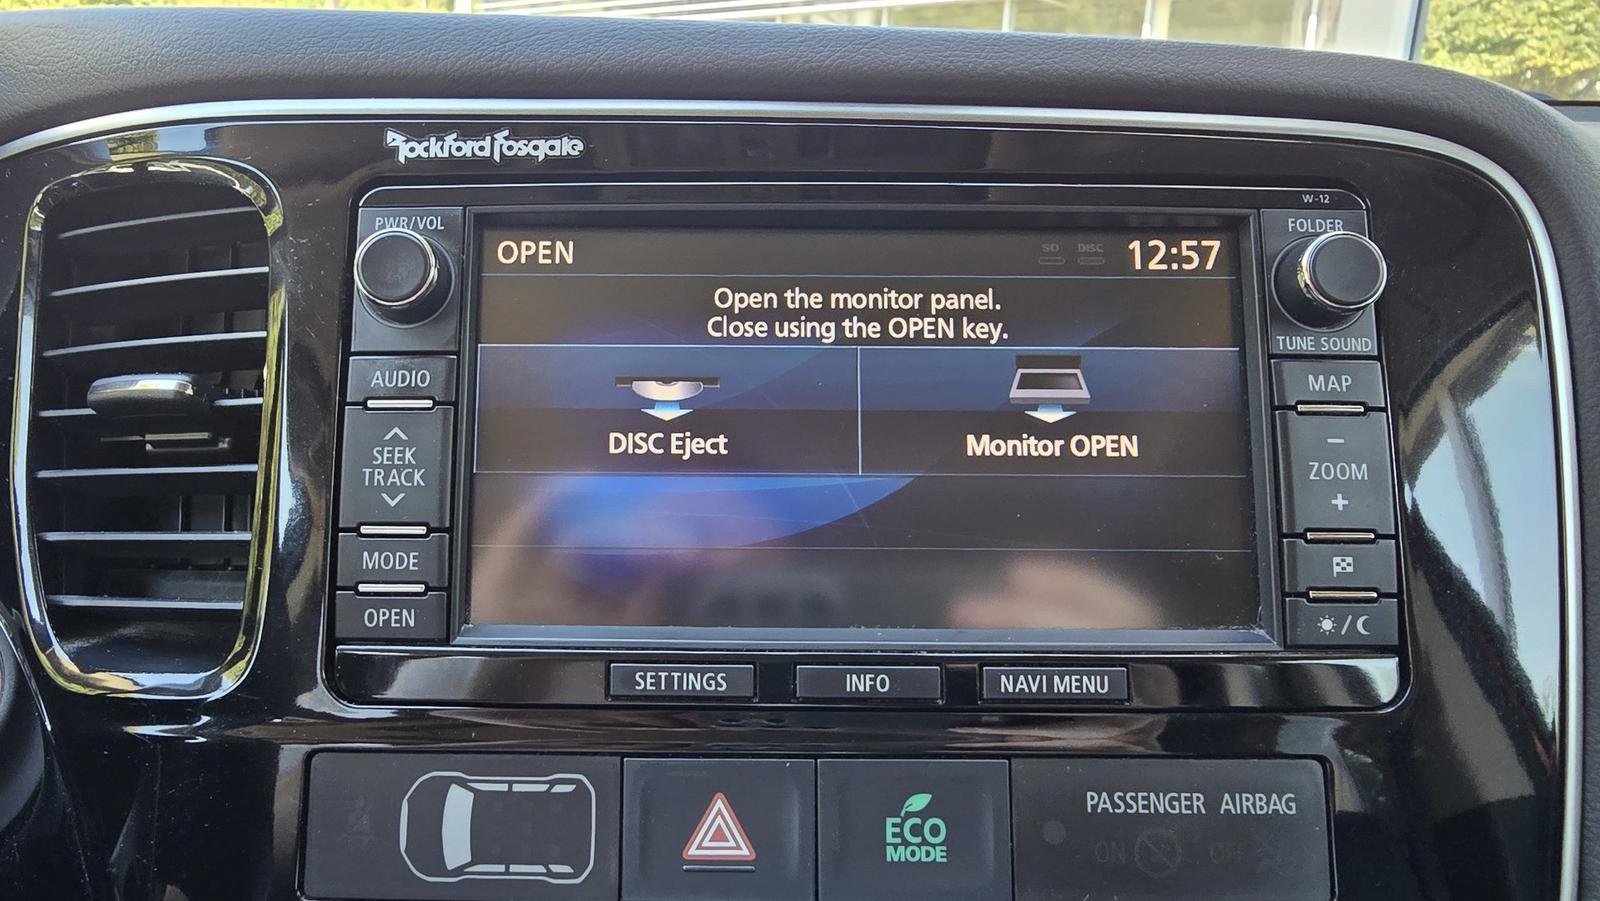 Rockford Fosgate
W-12
PWR/VOL
FOLDER
OPEN
SD
DISC
12:57
Open the monitor panel.
Close using the OPEN key.
TUNE SOUND
AUDIO
MAP
DISC Eject
Monitor OPEN
SEEK
TRACK
−
ZOOM
+
MODE
OPEN
SETTINGS
INFO
NAVI MENU
PASSENGER AIRBAG
ECO
MODE
ON
OFF